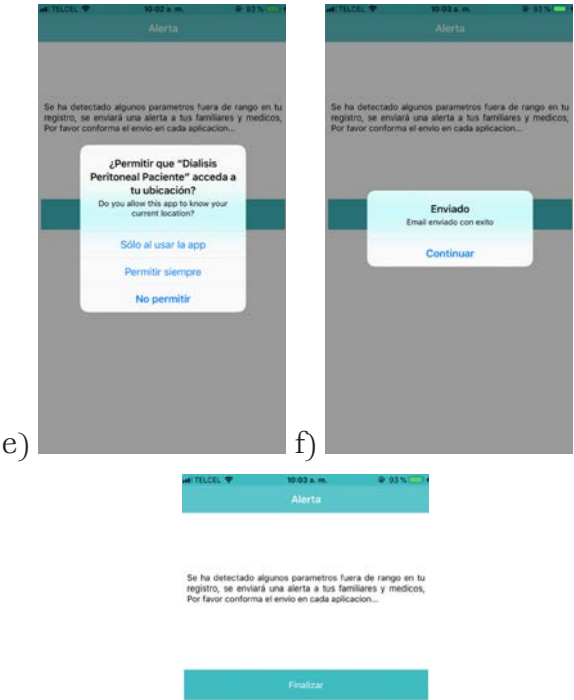 TELCEL 10:02 a. m. 93 %
Alerta
Se ha detectado algunos parametros fuera de rango en tu
registro, se enviará una alerta a tus familiares y medicos,
Por favor conforma el envio en cada aplicacion...
¿Permitir que “Dialisis
Peritoneal Paciente” acceda a
tu ubicación?
Do you allow this app to know your
current location?
Sólo al usar la app
Permitir siempre
No permitir
e)
TELCEL 10:03 a. m. 93 %
Alerta
Se ha detectado algunos parametros fuera de rango en tu
registro, se enviará una alerta a tus familiares y medicos,
Por favor conforma el envio en cada aplicacion...
Enviado
Email enviado con exito
Continuar
f)
TELCEL 10:03 a. m. 93 %
Alerta
Se ha detectado algunos parametros fuera de rango en tu
registro, se enviará una alerta a tus familiares y medicos,
Por favor conforma el envio en cada aplicacion...
Finalizar